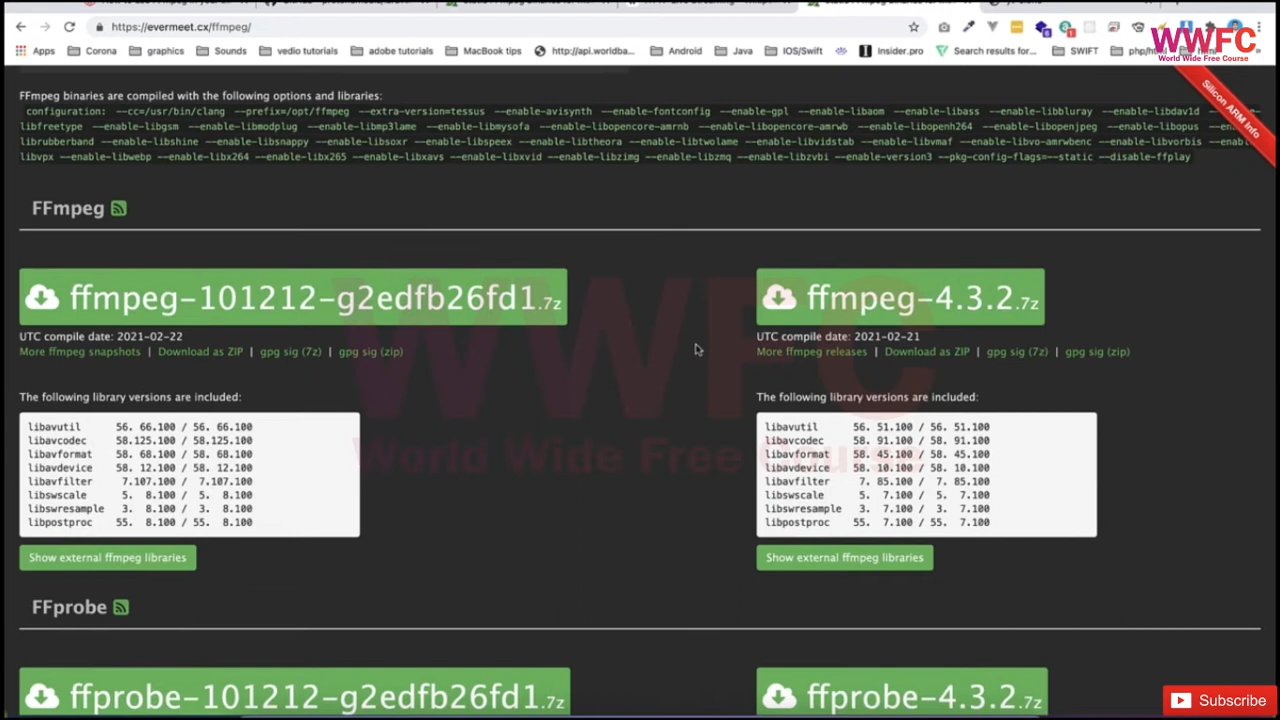 https://evermeet.cx/ffmpeg/
Apps Corona graphics Sounds vedio tutorials adobe tutorials MacBook tips http://api.worldba... Android Java IOS/Swift Insider.pro Search results for... SWIFT
WWFC
World Wide Free Course
Silicon ARM Info
FFmpeg binaries are compiled with the following options and libraries:
configuration: --cc=/usr/bin/clang --prefix=/opt/ffmpeg --extra-version=tessus --enable-avisynth --enable-fontconfig --enable-gpl --enable-libaom --enable-libass --enable-libbluray --enable-libdav1d
libfreetype --enable-libgsm --enable-libmodplug --enable-libmp3lame --enable-libmysofa --enable-libopencore-amrnb --enable-libopencore-amrwb --enable-libopenh264 --enable-libopenjpeg --enable-libopus
librubberband --enable-libshine --enable-libsnappy --enable-libsoxr --enable-libspeex --enable-libtheora --enable-libtwolame --enable-libvidstab --enable-libvmaf --enable-libvo-amrwbenc --enable-libvorbis
libvpx --enable-libwebp --enable-libx264 --enable-libx265 --enable-libxavs --enable-libxvid --enable-libzimg --enable-libzmq --enable-libzvbi --enable-version3 --pkg-config-flags=--static --disable-ffplay
FFmpeg
ffmpeg-101212-g2edfb26fd1.7z
UTC compile date: 2021-02-22
More ffmpeg snapshots | Download as ZIP | gpg sig (7z) | gpg sig (zip)
The following library versions are included:
libavutil 56. 66.100 / 56. 66.100
libavcodec 58.125.100 / 58.125.100
libavformat 58. 68.100 / 58. 68.100
libavdevice 58. 12.100 / 58. 12.100
libavfilter 7.107.100 / 7.107.100
libswscale 5. 8.100 / 5. 8.100
libswresample 3. 8.100 / 3. 8.100
libpostproc 55. 8.100 / 55. 8.100
Show external ffmpeg libraries
ffmpeg-4.3.2.7z
UTC compile date: 2021-02-21
More ffmpeg releases | Download as ZIP | gpg sig (7z) | gpg sig (zip)
The following library versions are included:
libavutil 56. 51.100 / 56. 51.100
libavcodec 58. 91.100 / 58. 91.100
libavformat 58. 45.100 / 58. 45.100
libavdevice 58. 10.100 / 58. 10.100
libavfilter 7. 85.100 / 7. 85.100
libswscale 5. 7.100 / 5. 7.100
libswresample 3. 7.100 / 3. 7.100
libpostproc 55. 7.100 / 55. 7.100
Show external ffmpeg libraries
WWFC
World Wide Free Course
FFprobe
ffprobe-101212-g2edfb26fd1.7z
ffprobe-4.3.2.7z
Subscribe